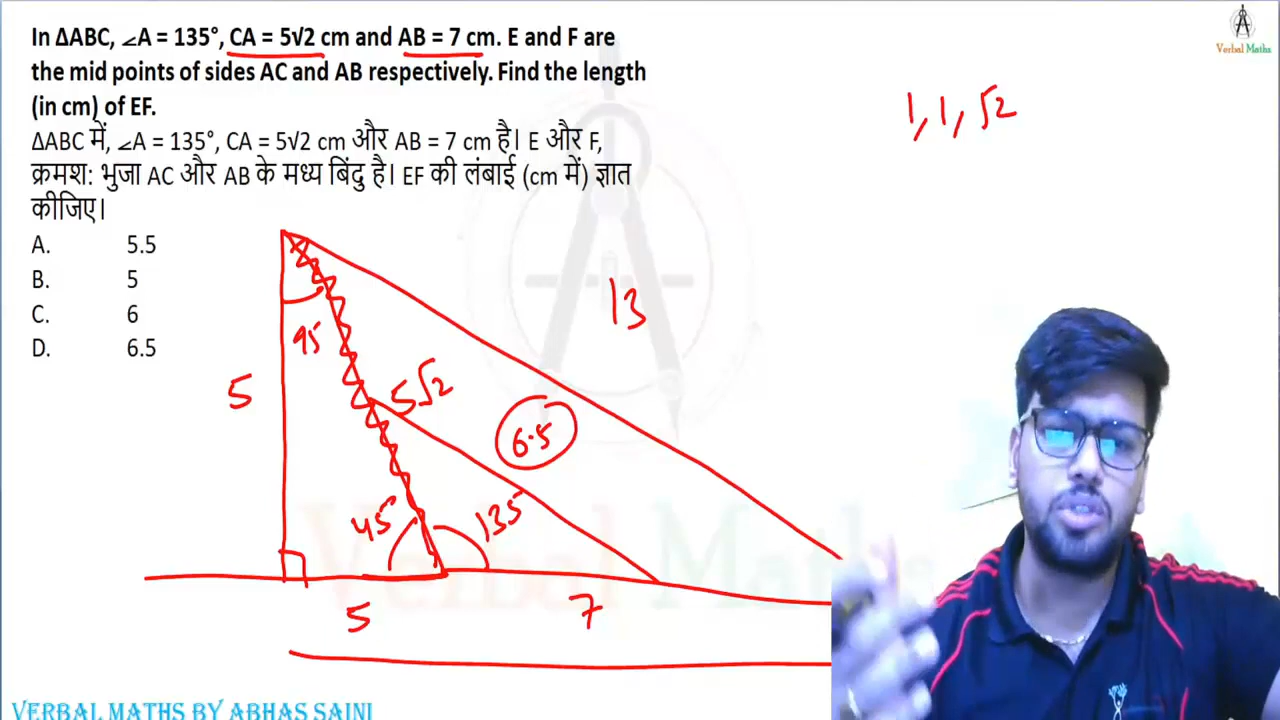 In ΔABC, ∠A = 135°, CA = 5√2 cm and AB = 7 cm. E and F are
the mid points of sides AC and AB respectively. Find the length
(in cm) of EF.
ΔABC में, ∠A = 135°, CA = 5√2 cm और AB = 7 cm है। E और F,
क्रमश: भुजा AC और AB के मध्य बिंदु है। EF की लंबाई (cm में) ज्ञात
कीजिए।
A. 5.5
B. 5
C. 6
D. 6.5
1, 1, √2
13
45
5
5√2
6.5
45
135
5
7
Verbal Maths
Verbal Maths
VERBAL MATHS BY ABHAS SAINI